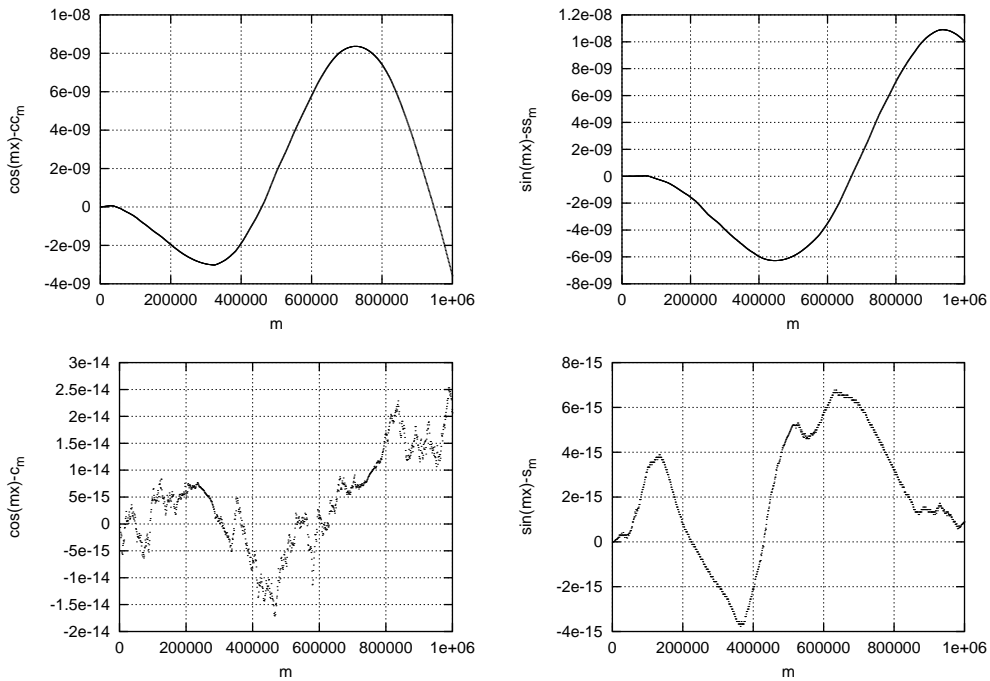 1e-08
8e-09
6e-09
4e-09
2e-09
0
-2e-09
-4e-09
cos(mx)-cc_m
0 200000 400000 600000 800000 1e+06
m
1.2e-08
1e-08
8e-09
6e-09
4e-09
2e-09
0
-2e-09
-4e-09
-6e-09
-8e-09
sin(mx)-ss_m
0 200000 400000 600000 800000 1e+06
m
3e-14
2.5e-14
2e-14
1.5e-14
1e-14
5e-15
0
-5e-15
-1e-14
-1.5e-14
-2e-14
cos(mx)-c_m
0 200000 400000 600000 800000 1e+06
m
8e-15
6e-15
4e-15
2e-15
0
-2e-15
-4e-15
sin(mx)-s_m
0 200000 400000 600000 800000 1e+06
m